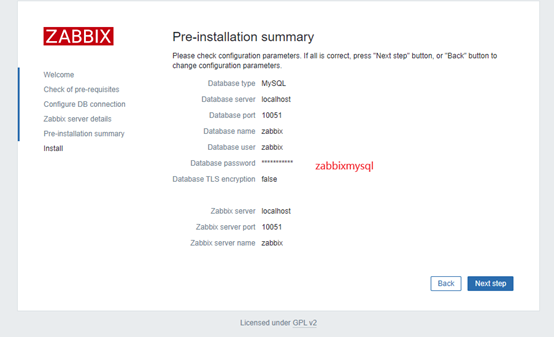 ZABBIX
Welcome
Check of pre-requisites
Configure DB connection
Zabbix server details
Pre-installation summary
Install
Pre-installation summary
Please check configuration parameters. If all is correct, press "Next step" button, or "Back" button to
change configuration parameters.
Database type MySQL
Database server localhost
Database port 10051
Database name zabbix
Database user zabbix
Database password *********** zabbixmysql
Database TLS encryption false
Zabbix server localhost
Zabbix server port 10051
Zabbix server name zabbix
Back Next step
Licensed under GPL v2